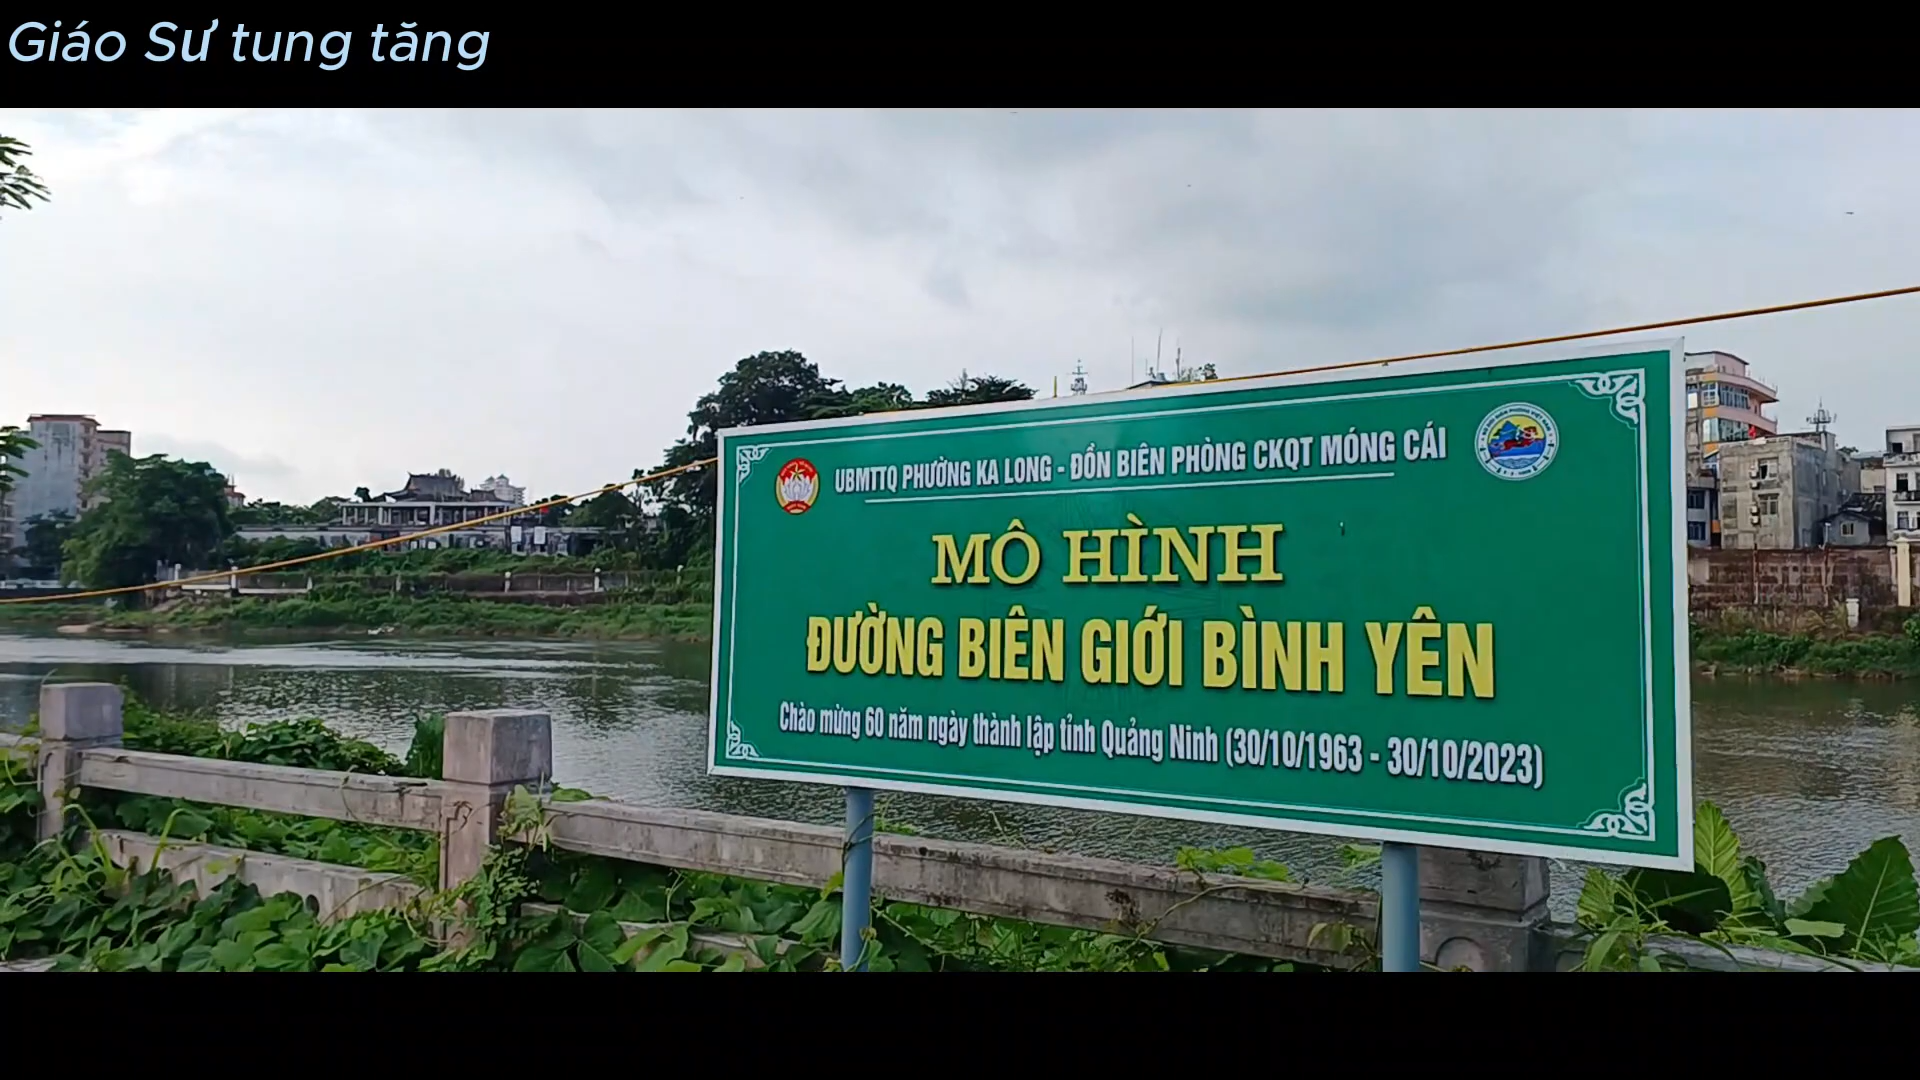 Giáo Sư tung tăng
UBMTTQ PHƯỜNG KA LONG - ĐỒN BIÊN PHÒNG CKQT MÓNG CÁI
MÔ HÌNH
ĐƯỜNG BIÊN GIỚI BÌNH YÊN
Chào mừng 60 năm ngày thành lập tỉnh Quảng Ninh (30/10/1963 - 30/10/2023)